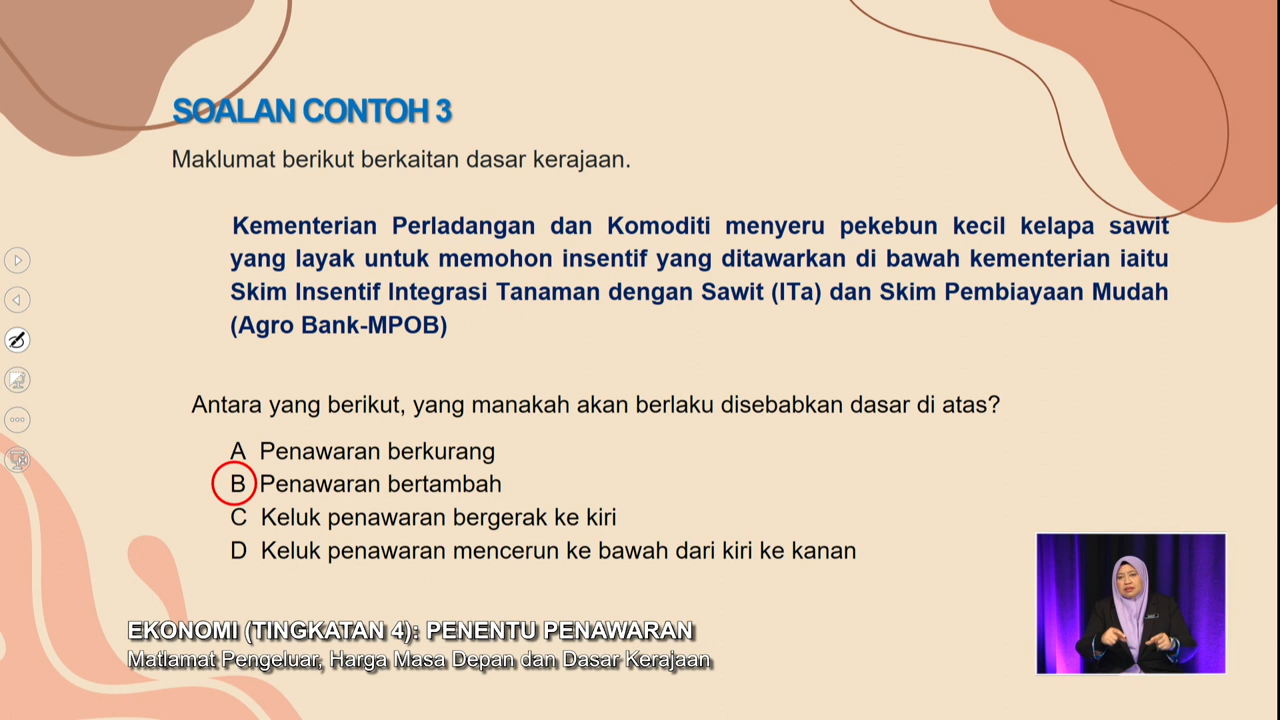 SOALAN CONTOH 3
Maklumat berikut berkaitan dasar kerajaan.
Kementerian Perladangan dan Komoditi menyeru pekebun kecil kelapa sawit
yang layak untuk memohon insentif yang ditawarkan di bawah kementerian iaitu
Skim Insentif Integrasi Tanaman dengan Sawit (ITa) dan Skim Pembiayaan Mudah
(Agro Bank-MPOB)
Antara yang berikut, yang manakah akan berlaku disebabkan dasar di atas?
A Penawaran berkurang
B Penawaran bertambah
C Keluk penawaran bergerak ke kiri
D Keluk penawaran mencerun ke bawah dari kiri ke kanan
EKONOMI (TINGKATAN 4): PENENTU PENAWARAN
Matlamat Pengeluar, Harga Masa Depan dan Dasar Kerajaan